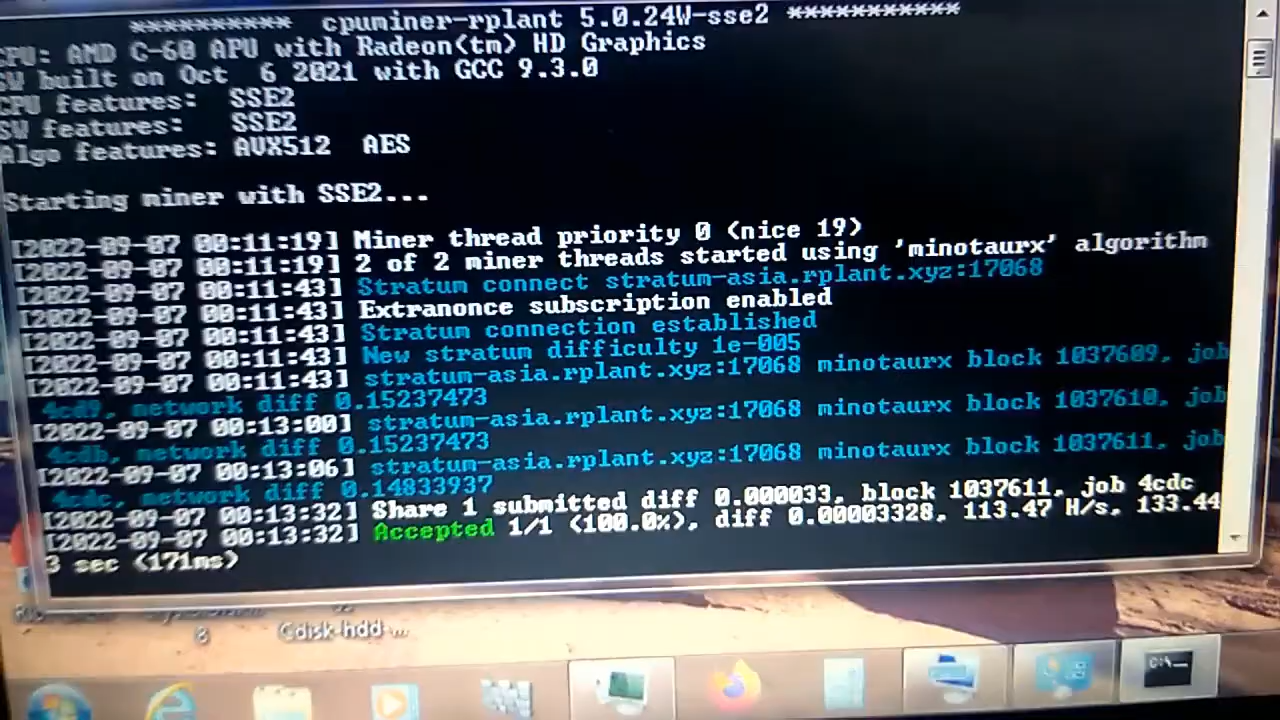 ********** cpuminer-rplant 5.0.24W-sse2 ***********
CPU: AMD C-60 APU with Radeon(tm) HD Graphics
SW built on Oct 6 2021 with GCC 9.3.0
CPU features: SSE2
SW features: SSE2
Algo features: AVX512 AES
Starting miner with SSE2...
[2022-09-07 00:11:19] Miner thread priority 0 (nice 19)
[2022-09-07 00:11:19] 2 of 2 miner threads started using 'minotaurx' algorithm
[2022-09-07 00:11:43] Stratum connect stratum-asia.rplant.xyz:17068
[2022-09-07 00:11:43] Extranonce subscription enabled
[2022-09-07 00:11:43] Stratum connection established
[2022-09-07 00:11:43] New stratum difficulty 1e-005
[2022-09-07 00:11:43] stratum-asia.rplant.xyz:17068 minotaurx block 1037609, job
4cd9, network diff 0.15237473
[2022-09-07 00:13:00] stratum-asia.rplant.xyz:17068 minotaurx block 1037610, job
4cdb, network diff 0.15237473
[2022-09-07 00:13:06] stratum-asia.rplant.xyz:17068 minotaurx block 1037611, job
4cdc, network diff 0.14833937
[2022-09-07 00:13:32] Share 1 submitted diff 0.000033, block 1037611, job 4cdc
[2022-09-07 00:13:32] Accepted 1/1 (100.0%), diff 0.00003328, 113.47 H/s, 133.44
3 sec (171ms)
8
Cdisk-hdd-...
C:\_